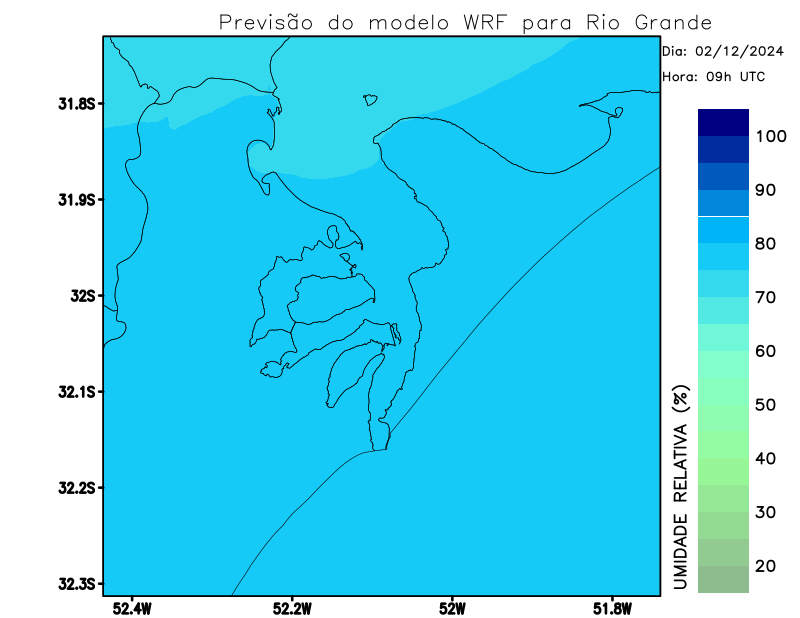 Previsão do modelo WRF para Rio Grande
Dia: 02/12/2024
Hora: 09h UTC
31.8S
31.9S
32S
32.1S
32.2S
32.3S
52.4W
52.2W
52W
51.8W
100
90
80
70
60
50
40
30
20
UMIDADE RELATIVA (%)